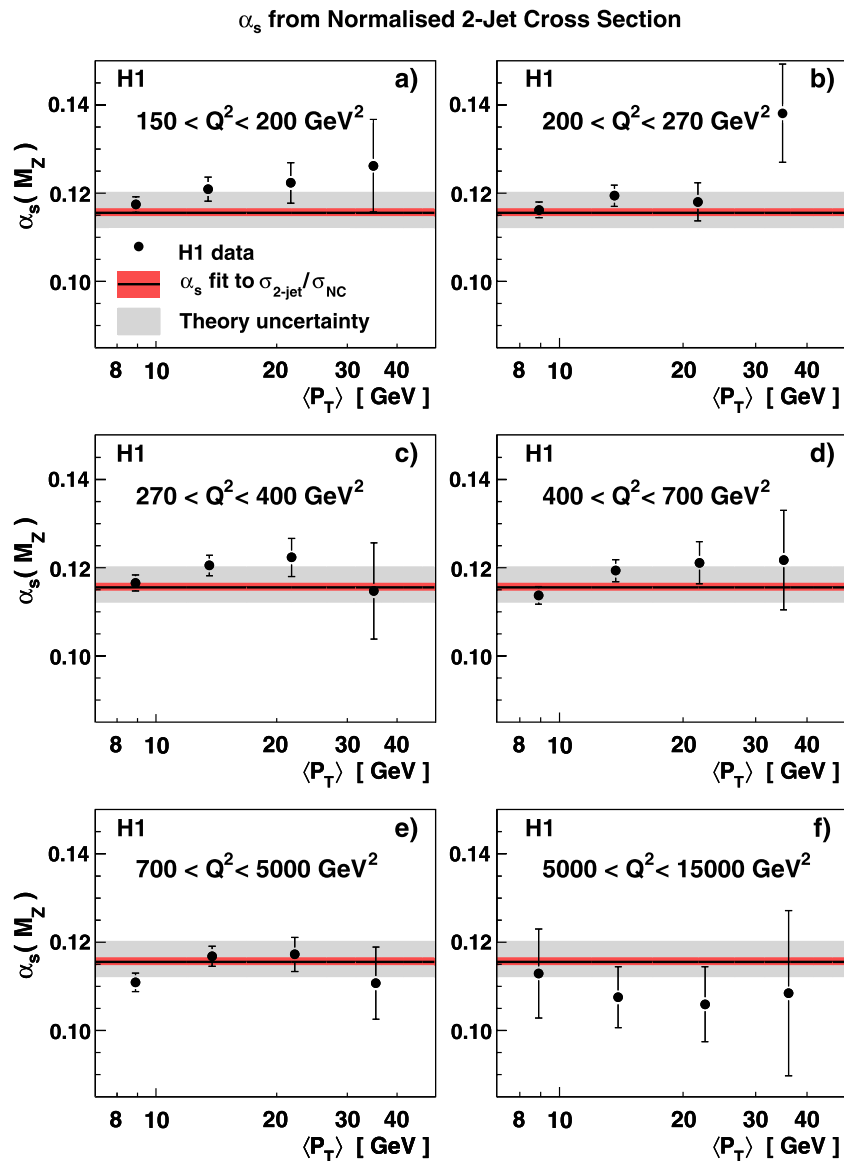 αs from Normalised 2-Jet Cross Section
H1 a)
150 < Q² < 200 GeV²
αs( MZ)
0.14
0.12
0.10
H1 data
αs fit to σ2-jet/σNC
Theory uncertainty
8 10 20 30 40
⟨PT⟩ [ GeV ]
H1 b)
200 < Q² < 270 GeV²
0.14
0.12
0.10
8 10 20 30 40
⟨PT⟩ [ GeV ]
H1 c)
270 < Q² < 400 GeV²
αs( MZ)
0.14
0.12
0.10
8 10 20 30 40
⟨PT⟩ [ GeV ]
H1 d)
400 < Q² < 700 GeV²
0.14
0.12
0.10
8 10 20 30 40
⟨PT⟩ [ GeV ]
H1 e)
700 < Q² < 5000 GeV²
αs( MZ)
0.14
0.12
0.10
8 10 20 30 40
⟨PT⟩ [ GeV ]
H1 f)
5000 < Q² < 15000 GeV²
0.14
0.12
0.10
8 10 20 30 40
⟨PT⟩ [ GeV ]